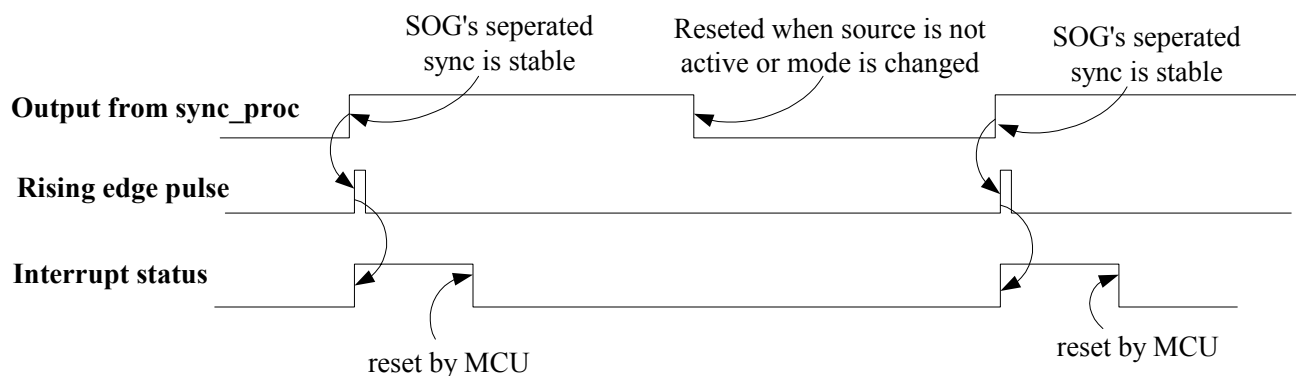 SOG's seperated
sync is stable
Reseted when source is not
active or mode is changed
SOG's seperated
sync is stable
Output from sync_proc
Rising edge pulse
Interrupt status
reset by MCU
reset by MCU